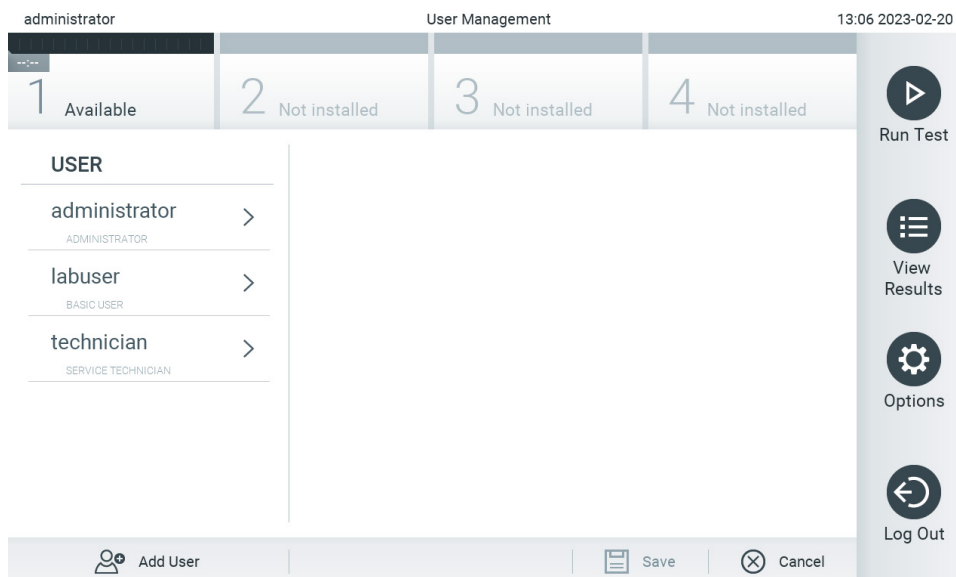 administrator
User Management
13:06 2023-02-20
--:--
1 Available
2 Not installed
3 Not installed
4 Not installed
USER
administrator
ADMINISTRATOR
labuser
BASIC USER
technician
SERVICE TECHNICIAN
Run Test
View
Results
Options
Log Out
Add User
Save
Cancel